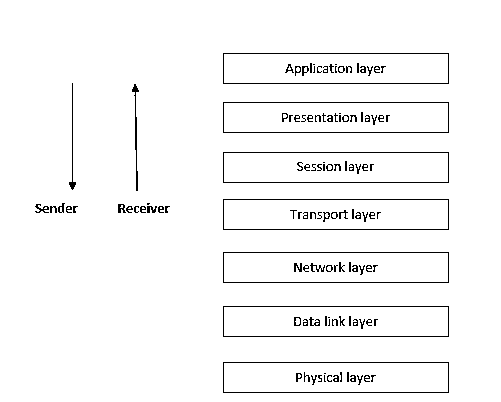 Application layer
Presentation layer
Session layer
Sender
Receiver
Transport layer
Network layer
Data link layer
Physical layer